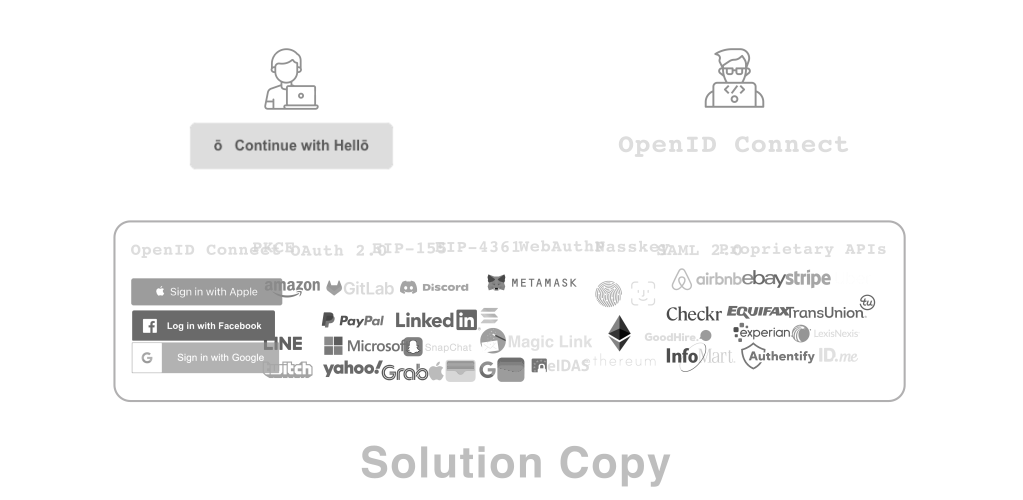 ō Continue with Hellō
OpenID Connect
OpenID Connect PKCE OAuth 2.0 EIP-155 EIP-4361 WebAuthN Passkey SAML 2.0 Proprietary APIs
Sign in with Apple amazon GitLab Discord METAMASK airbnb ebay stripe
Log in with Facebook PayPal LinkedIn Checkr EQUIFAX TransUnion tu
LINE Microsoft SnapChat Magic Link GoodHire experian LexisNexis
G Sign in with Google ethereum InfoMart Authentify ID.me
twitch yahoo! Grab G eIDAS
Solution Copy